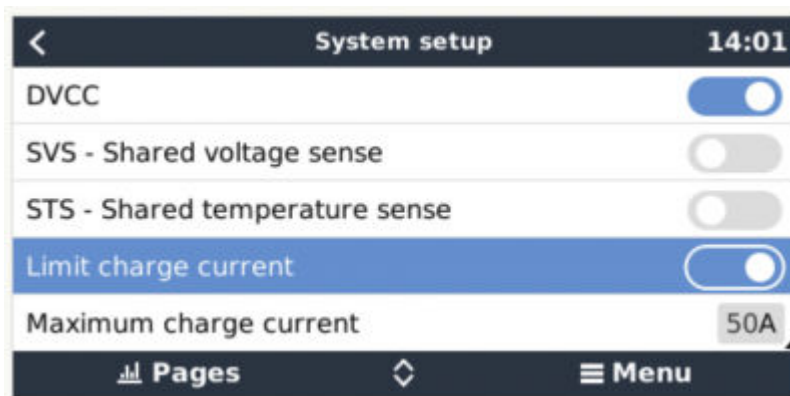 System setup 14:01
DVCC
SVS - Shared voltage sense
STS - Shared temperature sense
Limit charge current
Maximum charge current 50A
Pages Menu